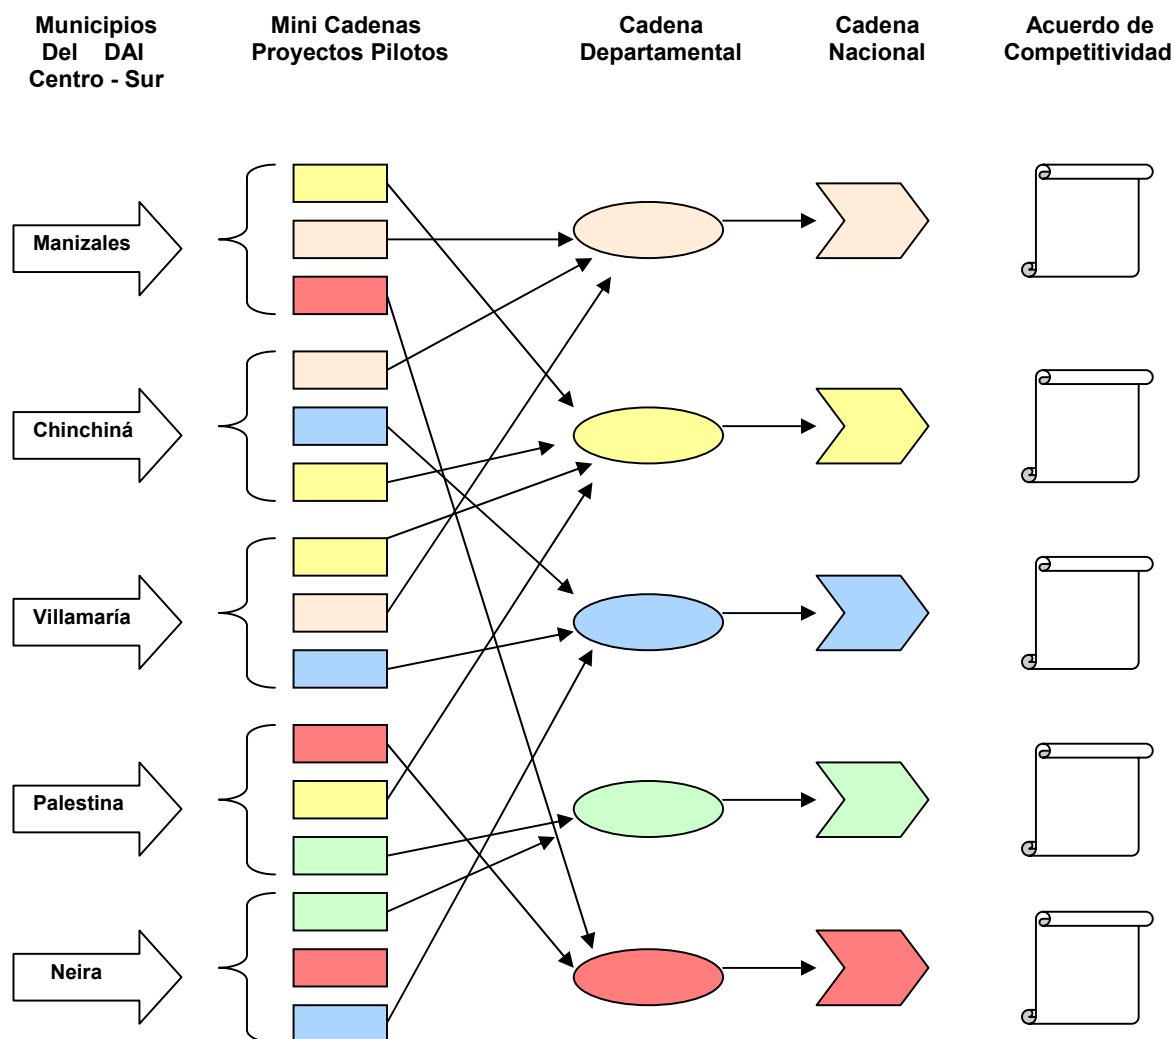 Municipios
Del DAI
Centro - Sur
Mini Cadenas
Proyectos Pilotos
Cadena
Departamental
Cadena
Nacional
Acuerdo de
Competitividad
Manizales
Chinchiná
Villamaría
Palestina
Neira